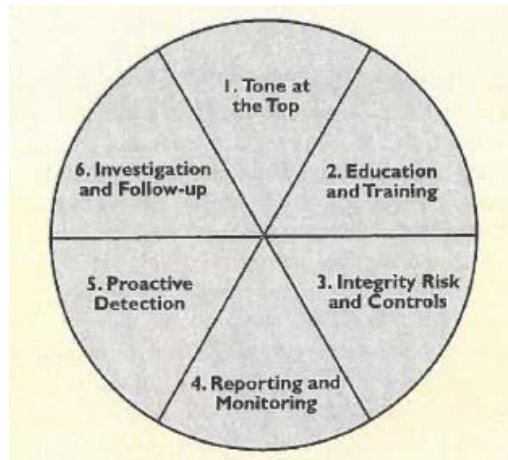 1. Tone at
the Top
2. Education
and Training
3. Integrity Risk
and Controls
4. Reporting and
Monitoring
5. Proactive
Detection
6. Investigation
and Follow-up